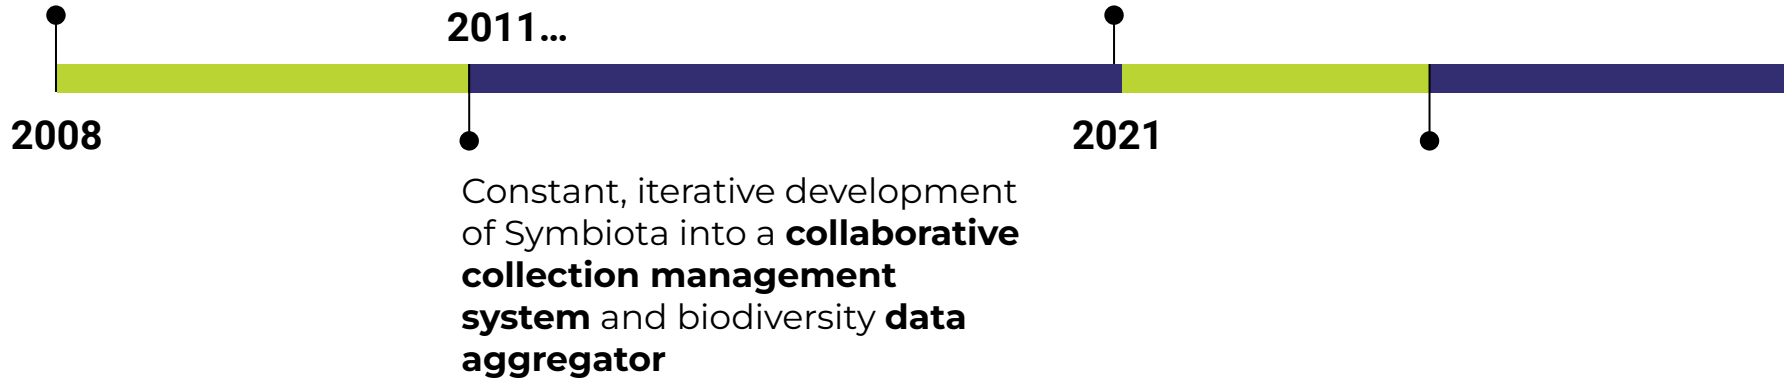 2011...
2008
2021
Constant, iterative development
of Symbiota into a collaborative
collection management
system and biodiversity data
aggregator